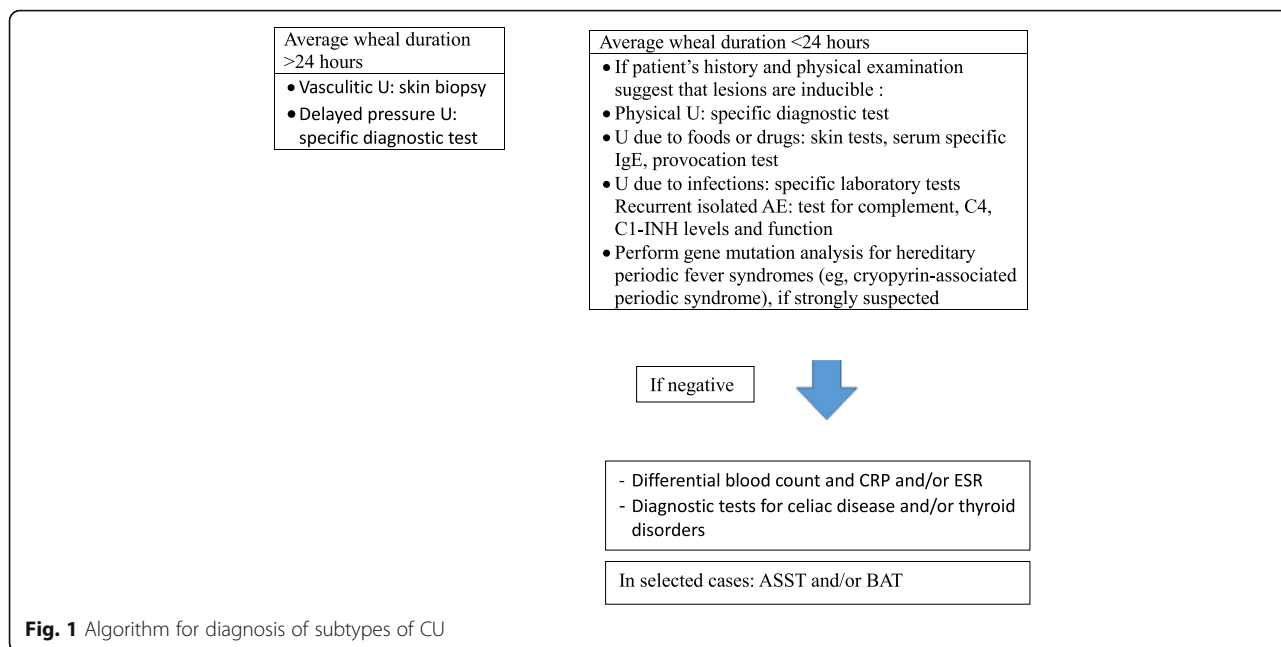 Average wheal duration
>24 hours
• Vasculitic U: skin biopsy
• Delayed pressure U:
specific diagnostic test
Average wheal duration <24 hours
• If patient's history and physical examination
suggest that lesions are inducible :
• Physical U: specific diagnostic test
• U due to foods or drugs: skin tests, serum specific
IgE, provocation test
• U due to infections: specific laboratory tests
Recurrent isolated AE: test for complement, C4,
C1-INH levels and function
• Perform gene mutation analysis for hereditary
periodic fever syndromes (eg, cryopyrin-associated
periodic syndrome), if strongly suspected
If negative
- Differential blood count and CRP and/or ESR
- Diagnostic tests for celiac disease and/or thyroid
disorders
In selected cases: ASST and/or BAT
Fig. 1 Algorithm for diagnosis of subtypes of CU